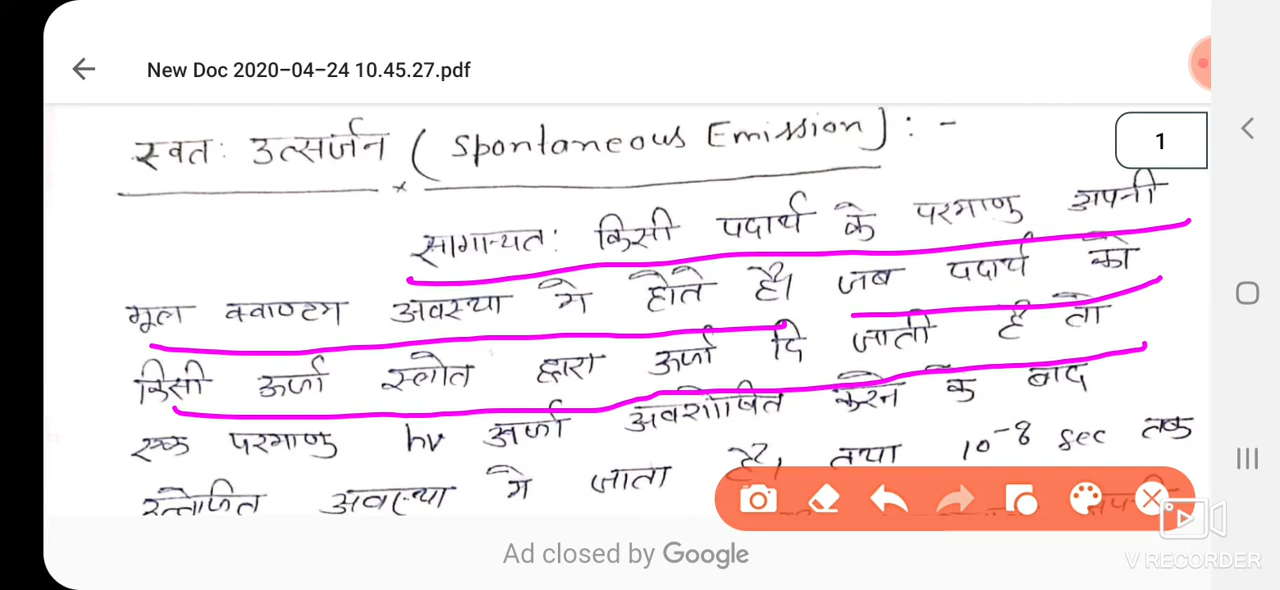 New Doc 2020-04-24 10.45.27.pdf
1
स्वतः उत्सर्जन ( Spontaneous Emission) : -
सामान्यतः किसी पदार्थ के परमाणु अपनी
मूल क्वाण्टम अवस्था मे होते है। जब पदार्थ को
किसी ऊर्जा स्त्रोत द्वारा ऊर्जा दि जाती है तो
एक परमाणु hν ऊर्जा अवशोषित करने के बाद
उत्तेजित अवस्था मे जाता है, तथा 10⁻⁸ sec तक
Ad closed by Google
V RECORDER